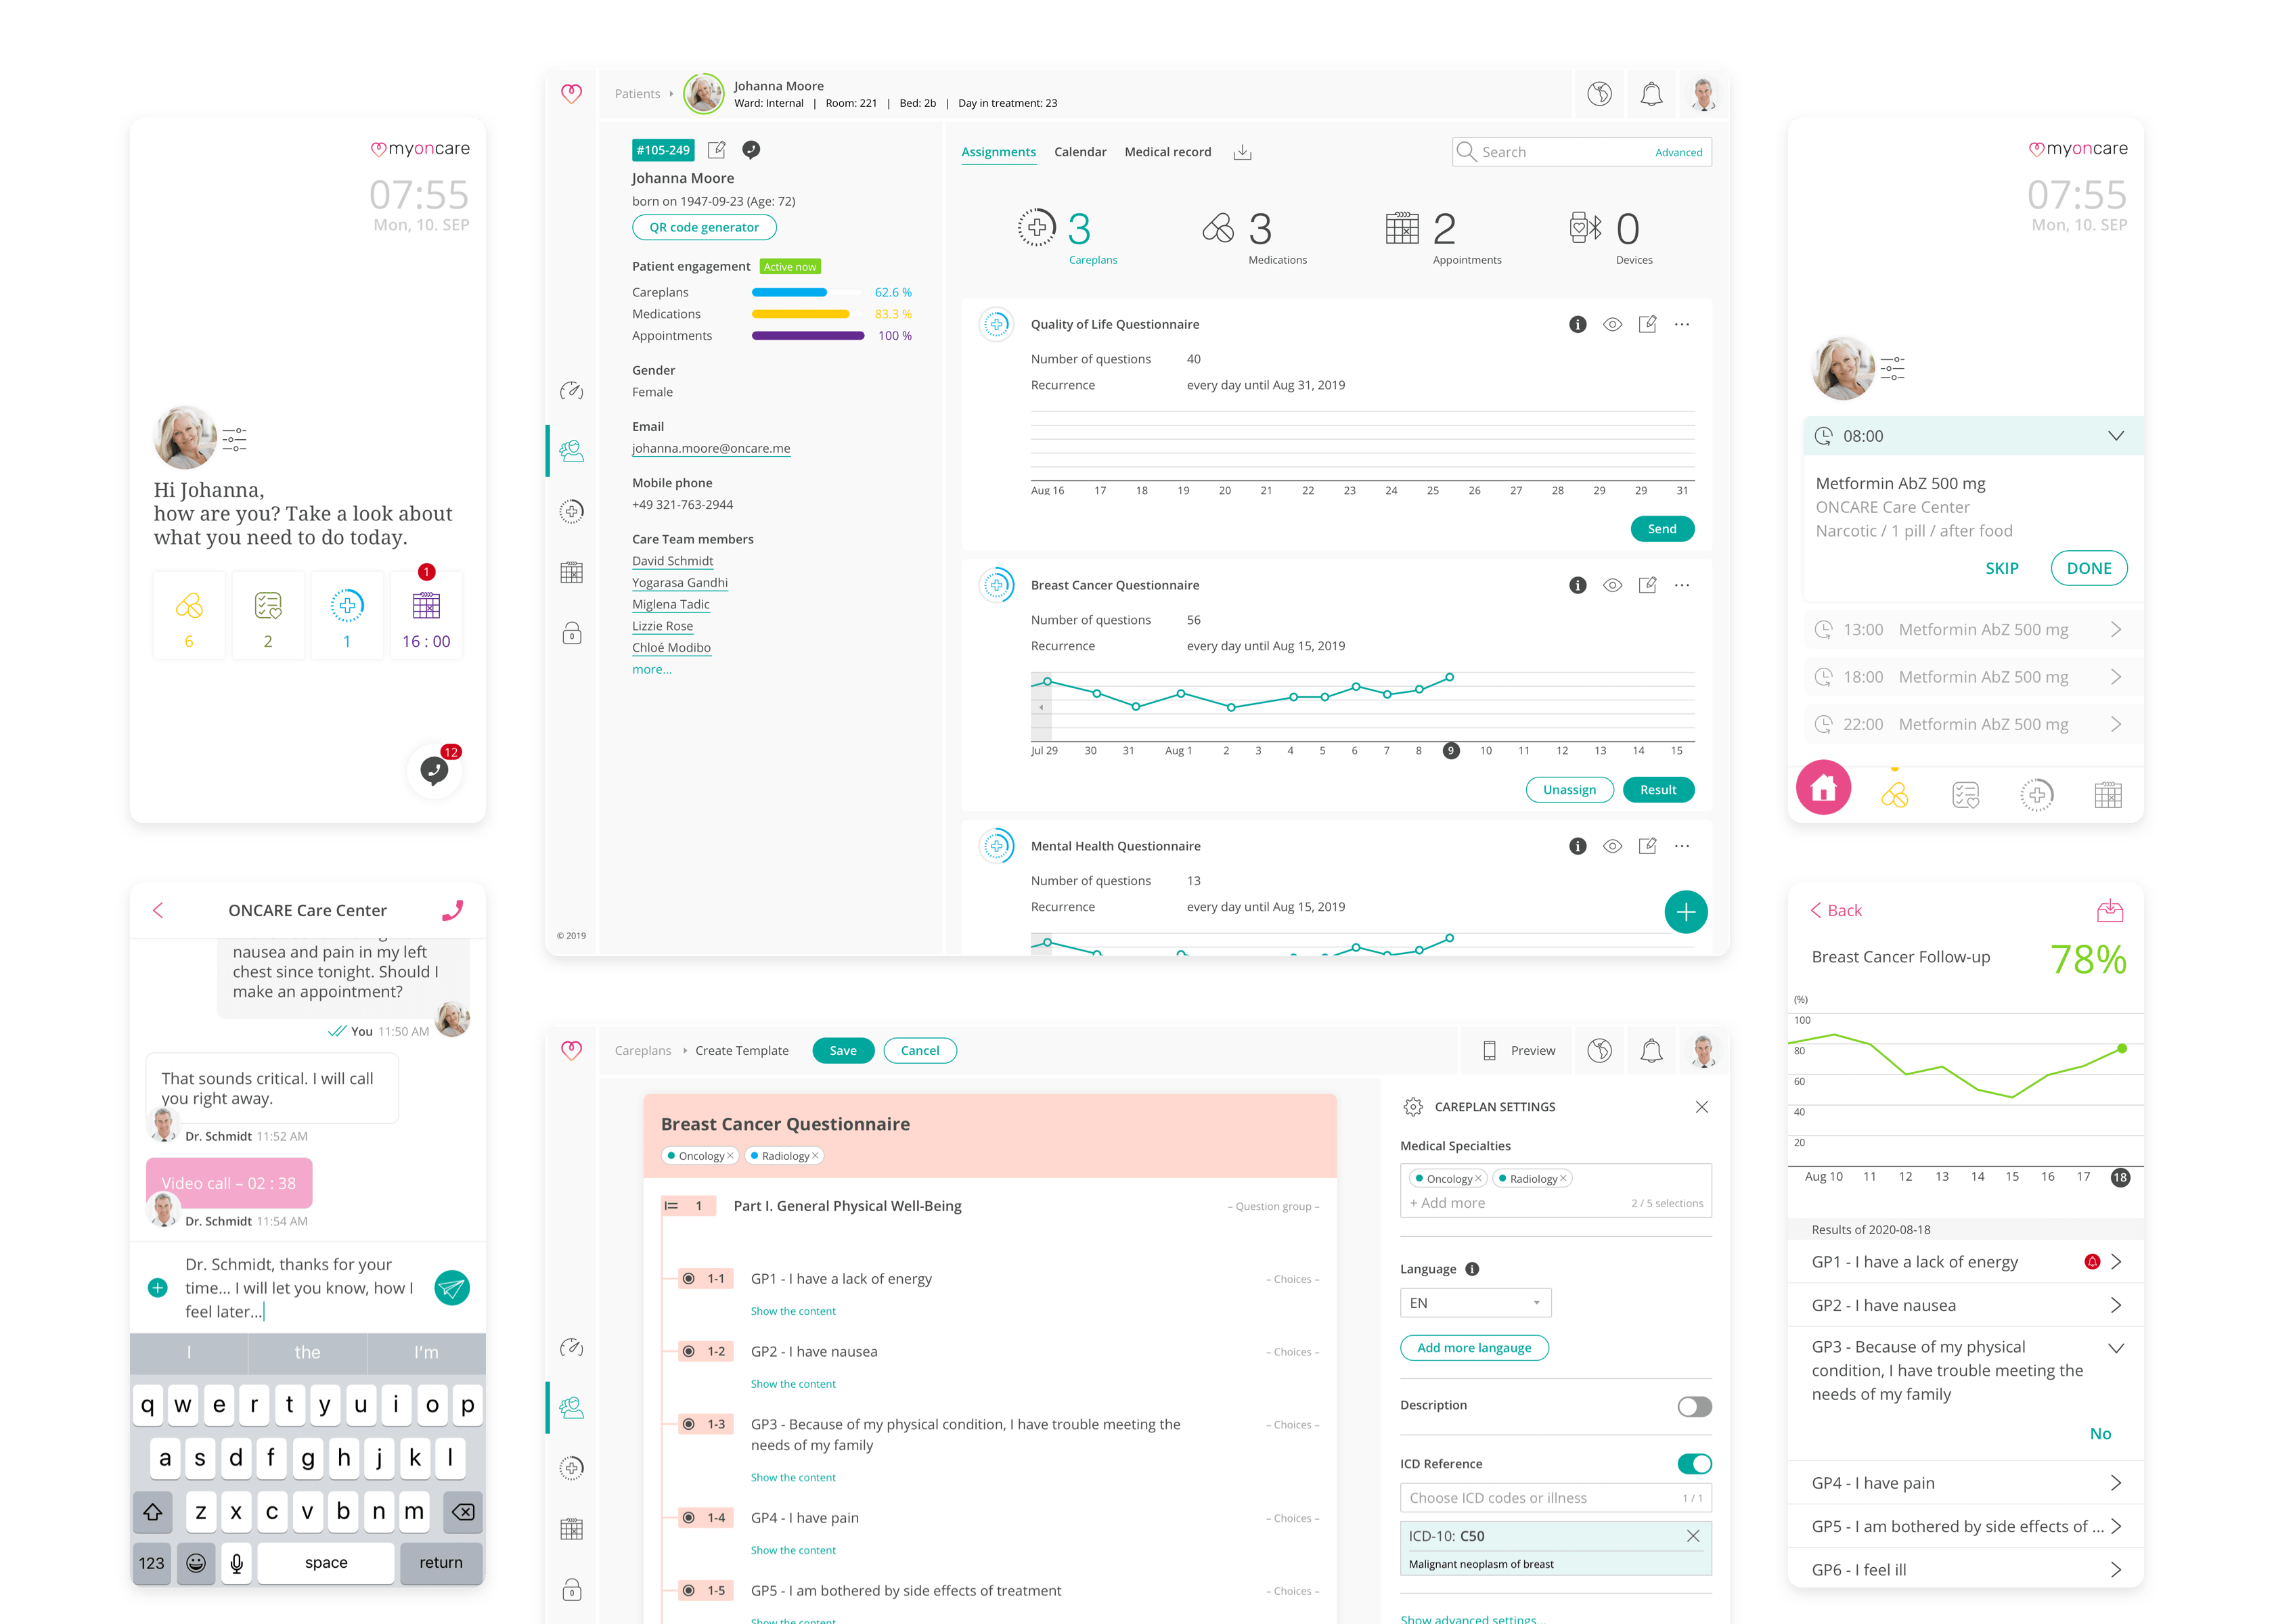 myoncare
07:55
Mon, 10. SEP
Hi Johanna,
how are you? Take a look about
what you need to do today.
1
6
2
1
16 : 00
12
ONCARE Care Center
nausea and pain in my left
chest since tonight. Should I
make an appointment?
You 11:50 AM
That sounds critical. I will call
you right away.
Dr. Schmidt 11:52 AM
Video call – 02 : 38
Dr. Schmidt 11:54 AM
Dr. Schmidt, thanks for your
time... I will let you know, how I
feel later...
I the I'm
q w e r t y u i o p
a s d f g h j k l
z x c v b n m
123 space return
Patients
Johanna Moore
Ward: Internal | Room: 221 | Bed: 2b | Day in treatment: 23
#105-249
Johanna Moore
born on 1947-09-23 (Age: 72)
QR code generator
Patient engagement Active now
Careplans 62.6 %
Medications 83.3 %
Appointments 100 %
Gender
Female
Email
johanna.moore@oncare.me
Mobile phone
+49 321-763-2944
Care Team members
David Schmidt
Yogarasa Gandhi
Miglena Tadic
Lizzie Rose
Chloé Modibo
more...
0
© 2019
Assignments Calendar Medical record
Search Advanced
3 Careplans
3 Medications
2 Appointments
0 Devices
Quality of Life Questionnaire
Number of questions 40
Recurrence every day until Aug 31, 2019
Aug 16 17 18 19 20 21 22 23 24 25 26 27 28 29 29 31
Send
Breast Cancer Questionnaire
Number of questions 56
Recurrence every day until Aug 15, 2019
Jul 29 30 31 Aug 1 2 3 4 5 6 7 8 9 10 11 12 13 14 15
Unassign Result
Mental Health Questionnaire
Number of questions 13
Recurrence every day until Aug 15, 2019
Careplans Create Template Save Cancel
Preview
Breast Cancer Questionnaire
Oncology Radiology
1 Part I. General Physical Well-Being – Question group –
1-1 GP1 - I have a lack of energy – Choices –
Show the content
1-2 GP2 - I have nausea – Choices –
Show the content
1-3 GP3 - Because of my physical condition, I have trouble meeting the – Choices –
needs of my family
Show the content
1-4 GP4 - I have pain – Choices –
Show the content
1-5 GP5 - I am bothered by side effects of treatment – Choices –
Show the content
0
CAREPLAN SETTINGS
Medical Specialties
Oncology Radiology
+ Add more 2 / 5 selections
Language
EN
Add more langauge
Description
ICD Reference
Choose ICD codes or illness 1 / 1
ICD-10: C50
Malignant neoplasm of breast
Show advanced settings...
myoncare
07:55
Mon, 10. SEP
08:00
Metformin AbZ 500 mg
ONCARE Care Center
Narcotic / 1 pill / after food
SKIP DONE
13:00 Metformin AbZ 500 mg
18:00 Metformin AbZ 500 mg
22:00 Metformin AbZ 500 mg
Back
Breast Cancer Follow-up 78%
(%)
100
80
60
40
20
Aug 10 11 12 13 14 15 16 17 18
Results of 2020-08-18
GP1 - I have a lack of energy
GP2 - I have nausea
GP3 - Because of my physical
condition, I have trouble meeting the
needs of my family
No
GP4 - I have pain
GP5 - I am bothered by side effects of ...
GP6 - I feel ill